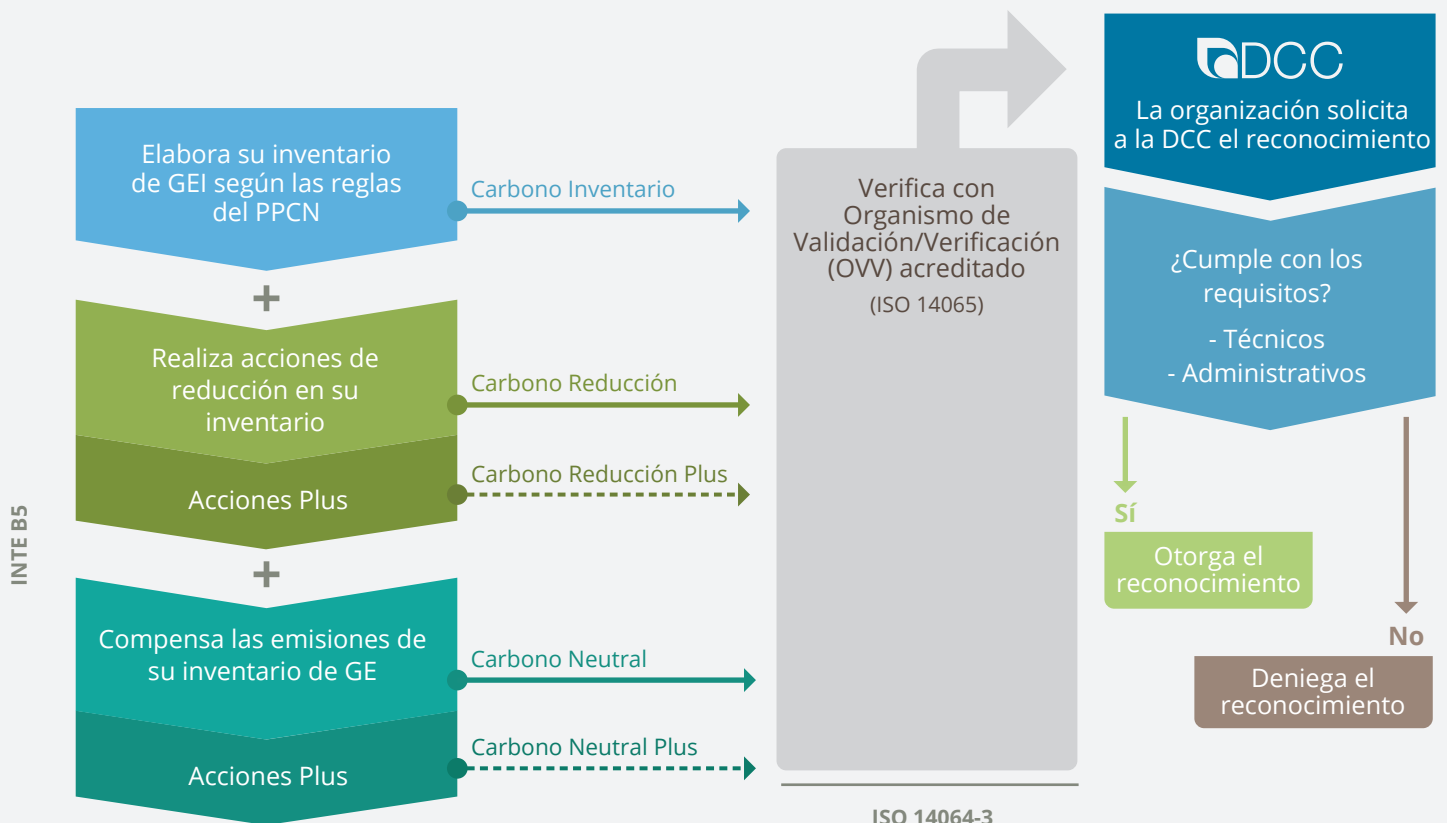 Elabora su inventario
de GEI según las reglas
del PPCN
Carbono Inventario
+
Realiza acciones de
reducción en su
inventario
Carbono Reducción
Acciones Plus
Carbono Reducción Plus
+
Compensa las emisiones de
su inventario de GE
Carbono Neutral
Acciones Plus
Carbono Neutral Plus
INTE B5
Verifica con
Organismo de
Validación/Verificación
(OVV) acreditado
(ISO 14065)
ISO 14064-3
DCC
La organización solicita
a la DCC el reconocimiento
¿Cumple con los
requisitos?
- Técnicos
- Administrativos
Sí
Otorga el
reconocimiento
No
Deniega el
reconocimiento